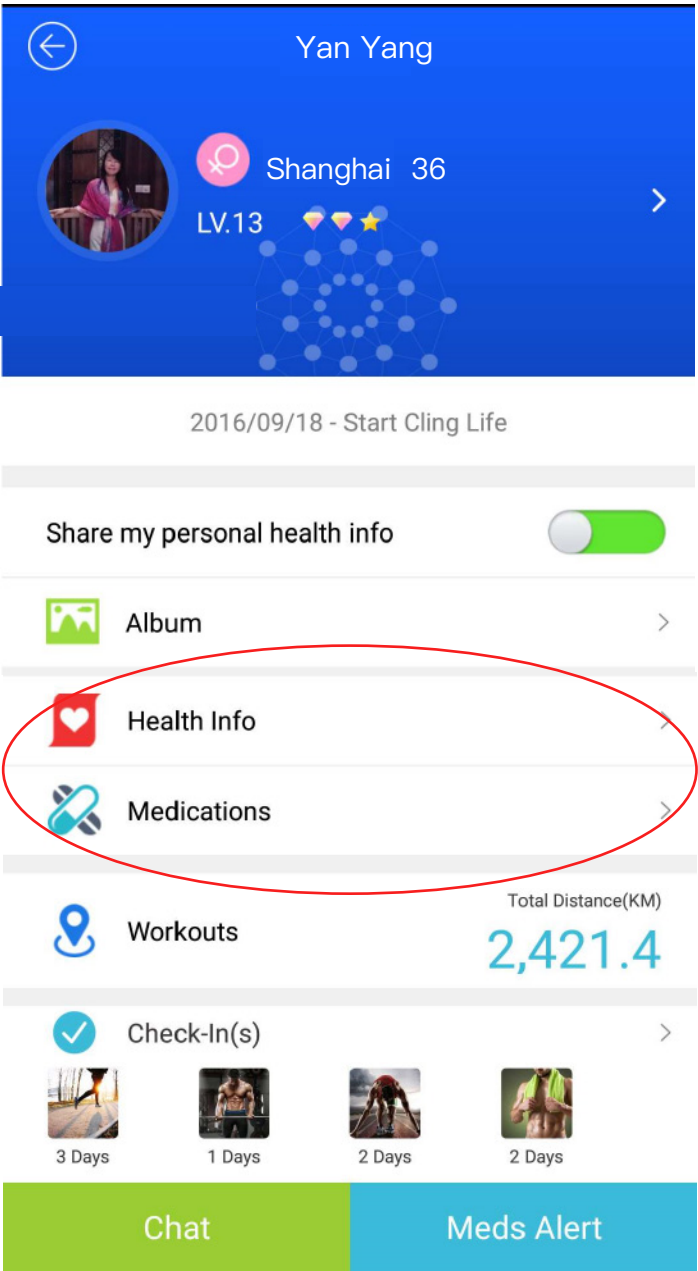 Yan Yang
Shanghai 36
LV.13
2016/09/18 - Start Cling Life
Share my personal health info
Album
Health Info
Medications
Total Distance(KM)
Workouts
2,421.4
Check-In(s)
3 Days
1 Days
2 Days
2 Days
Chat
Meds Alert